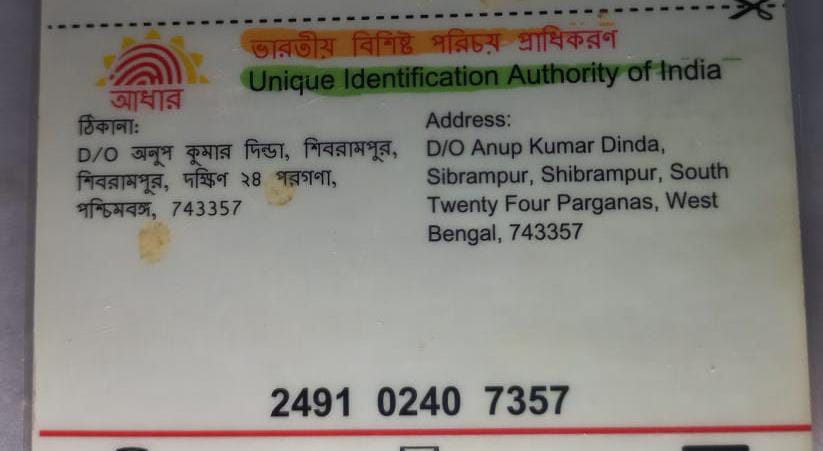 ভারতীয় বিশিষ্ট পরিচয় প্রাধিকরণ
Unique Identification Authority of India
আধার
ঠিকানা:
D/O অনুপ কুমার দিন্ডা, শিবরামপুর,
শিবরামপুর, দক্ষিণ ২৪ পরগণা,
পশ্চিমবঙ্গ, 743357
Address:
D/O Anup Kumar Dinda,
Sibrampur, Shibrampur, South
Twenty Four Parganas, West
Bengal, 743357
2491 0240 7357